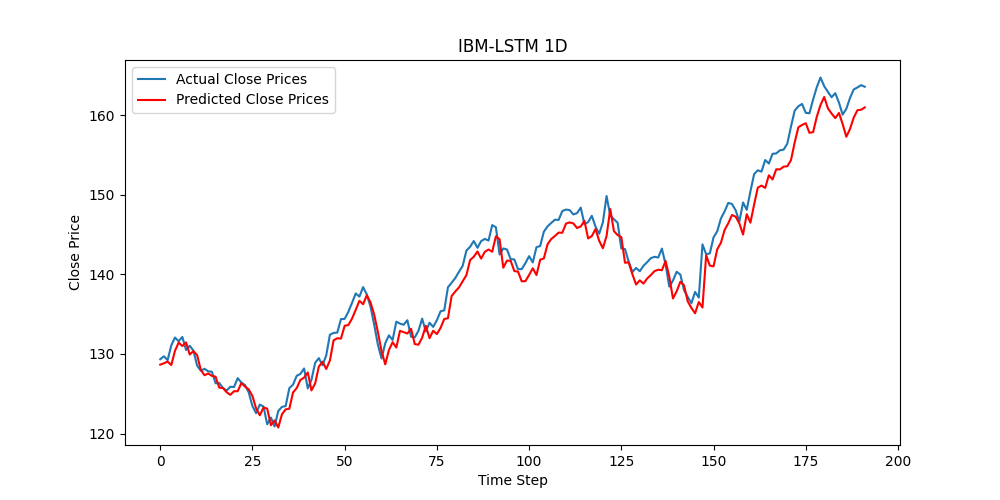 IBM-LSTM 1D
Actual Close Prices
Predicted Close Prices
Close Price
160
150
140
130
120
0 25 50 75 100 125 150 175 200
Time Step